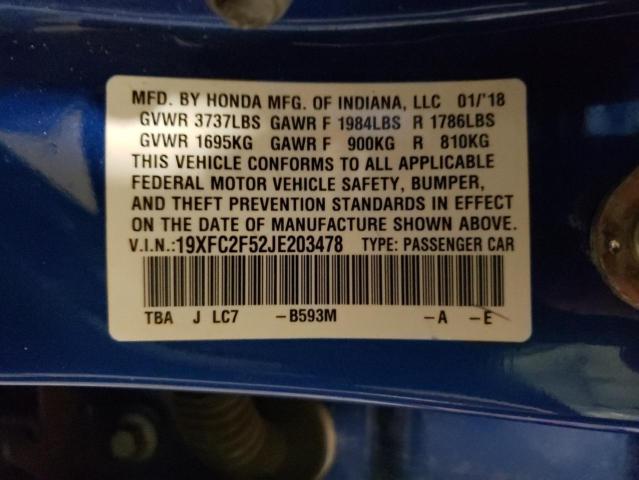 MFD. BY HONDA MFG. OF INDIANA, LLC 01/'18
GVWR 3737LBS GAWR F 1984LBS R 1786LBS
GVWR 1695KG GAWR F 900KG R 810KG
THIS VEHICLE CONFORMS TO ALL APPLICABLE
FEDERAL MOTOR VEHICLE SAFETY, BUMPER,
AND THEFT PREVENTION STANDARDS IN EFFECT
ON THE DATE OF MANUFACTURE SHOWN ABOVE.
V.I.N.:19XFC2F52JE203478 TYPE: PASSENGER CAR
TBA J LC7 -B593M -A -E